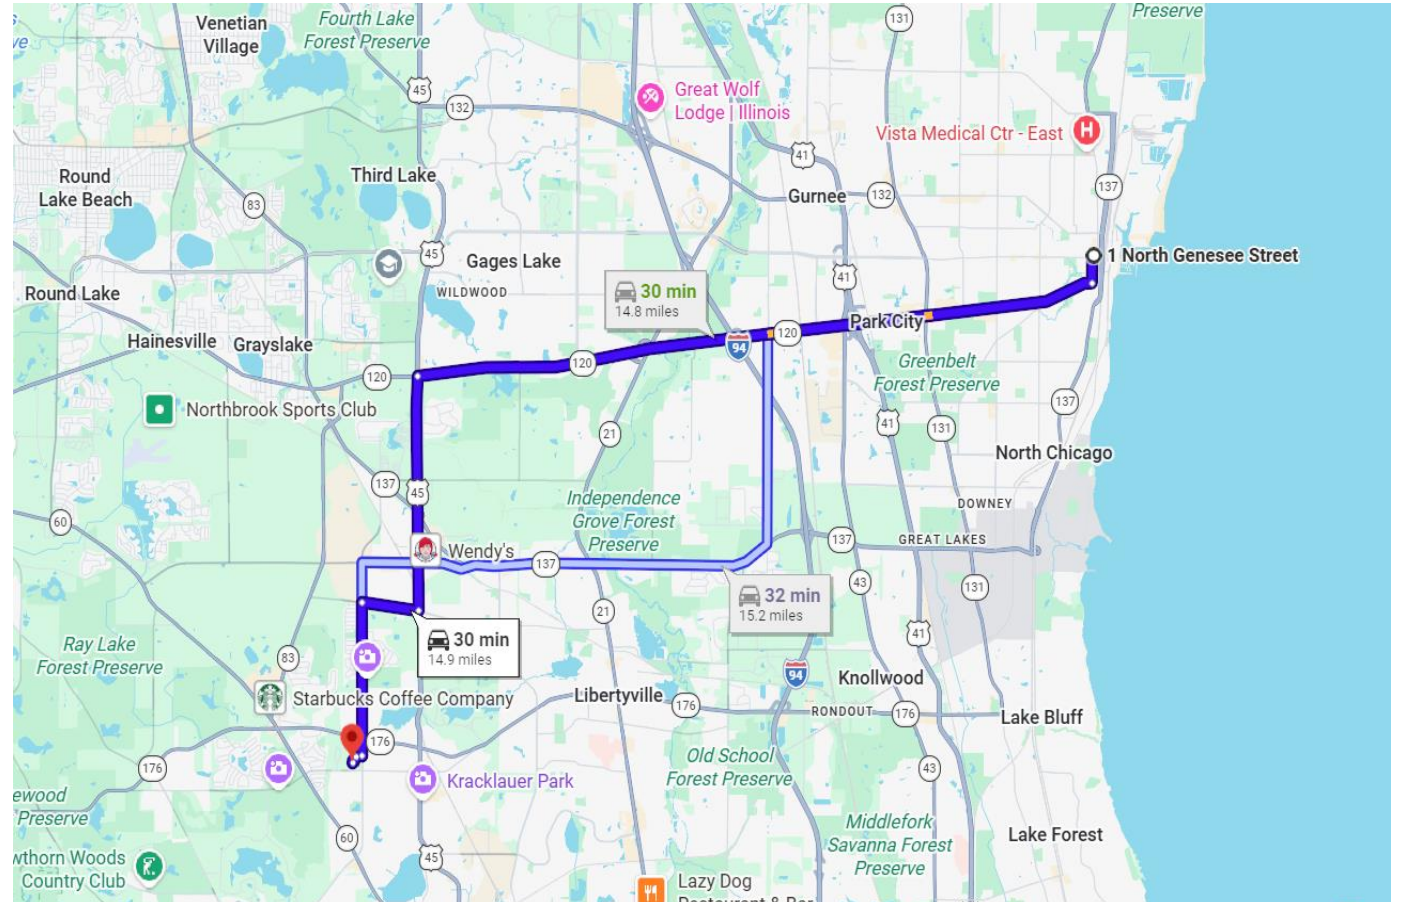 Venetian
Village
Fourth Lake
Forest Preserve
131
Preserve
ve
45
132
Great Wolf
Lodge | Illinois
Vista Medical Ctr - East
H
41
Round
Lake Beach
Third Lake
83
Gurnee
132
137
45
Gages Lake
WILDWOOD
41
1 North Genesee Street
Round Lake
30 min
14.8 miles
Park City
120
94
Hainesville
Grayslake
120
120
Greenbelt
Forest Preserve
Northbrook Sports Club
21
41
131
137
North Chicago
137
45
60
Independence
Grove Forest
Preserve
DOWNEY
GREAT LAKES
137
Wendy's
137
43
131
32 min
15.2 miles
21
41
30 min
14.9 miles
Ray Lake
Forest Preserve
83
94
Knollwood
Starbucks Coffee Company
Libertyville
176
RONDOUT
176
Lake Bluff
176
176
Old School
Forest Preserve
43
Kracklauer Park
ewood
Preserve
60
45
Middlefork
Savanna Forest
Preserve
Lake Forest
wthorn Woods
Country Club
Lazy Dog
Restaurant & Bar